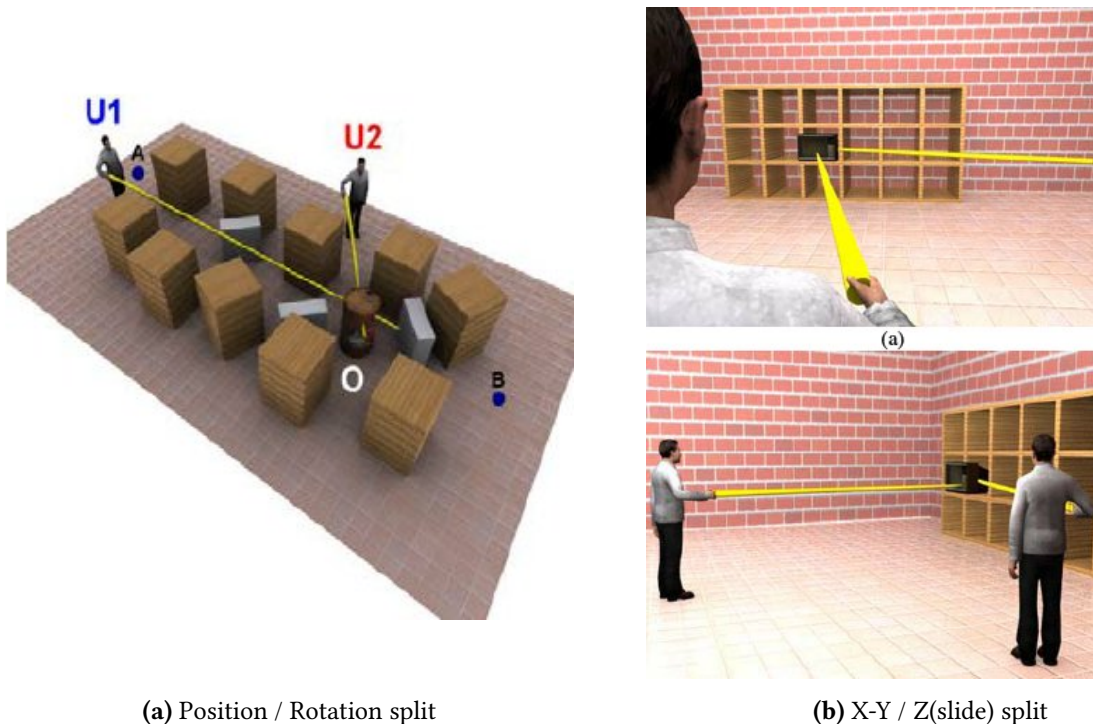 U1
A
U2
O
B
(a)
(a) Position / Rotation split
(b) X-Y / Z(slide) split